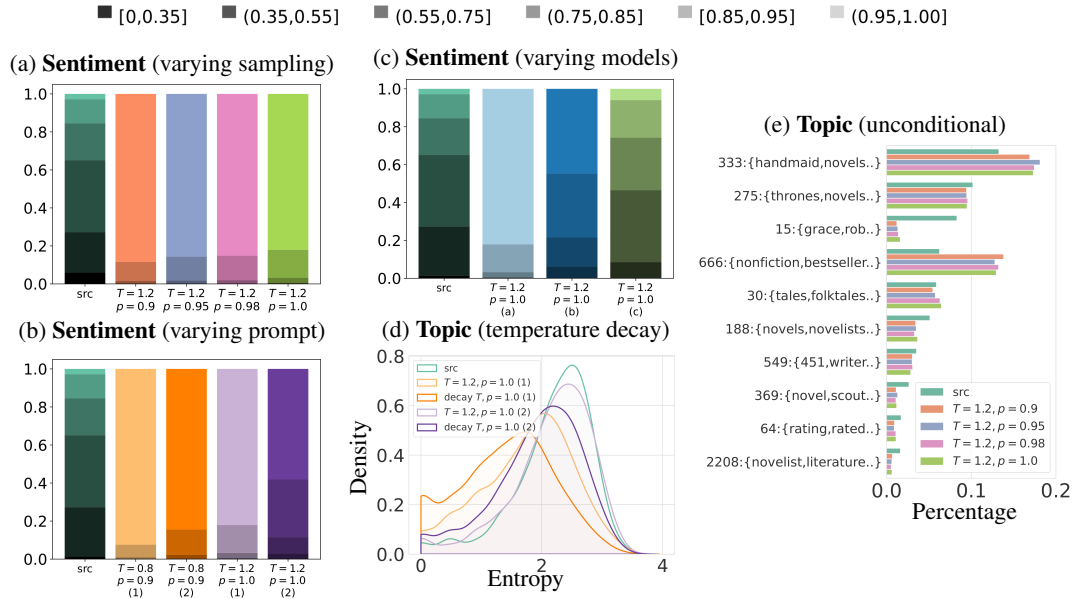 [0,0.35] (0.35,0.55] (0.55,0.75] (0.75,0.85] [0.85,0.95] (0.95,1.00]
(a) Sentiment (varying sampling)
1.0
0.8
0.6
0.4
0.2
0.0
src
T = 1.2
p = 0.9
T = 1.2
p = 0.95
T = 1.2
p = 0.98
T = 1.2
p = 1.0
(c) Sentiment (varying models)
1.0
0.8
0.6
0.4
0.2
0.0
src
T = 1.2
p = 1.0
(a)
T = 1.2
p = 1.0
(b)
T = 1.2
p = 1.0
(c)
(b) Sentiment (varying prompt)
1.0
0.8
0.6
0.4
0.2
0.0
src
T = 0.8
p = 0.9
(1)
T = 0.8
p = 0.9
(2)
T = 1.2
p = 1.0
(1)
T = 1.2
p = 1.0
(2)
(d) Topic (temperature decay)
Density
0.8
0.6
0.4
0.2
0.0
src
T = 1.2, p = 1.0 (1)
decay T, p = 1.0 (1)
T = 1.2, p = 1.0 (2)
decay T, p = 1.0 (2)
0 2 4
Entropy
(e) Topic (unconditional)
333:{handmaid,novels..}
275:{thrones,novels..}
15:{grace,rob..}
666:{nonfiction,bestseller..}
30:{tales,folktales..}
188:{novels,novelists..}
549:{451,writer..}
369:{novel,scout..}
64:{rating,rated..}
2208:{novelist,literature..}
src
T = 1.2, p = 0.9
T = 1.2, p = 0.95
T = 1.2, p = 0.98
T = 1.2, p = 1.0
0.0 0.1 0.2
Percentage